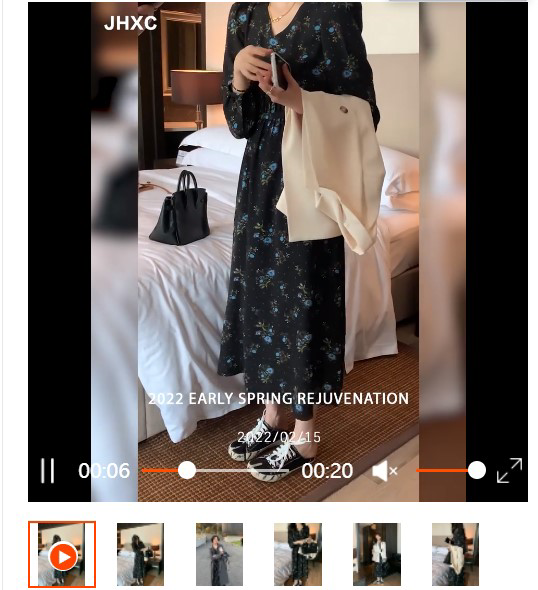 JHXC
2022 EARLY SPRING REJUVENATION
2022/02/15
00:06
00:20